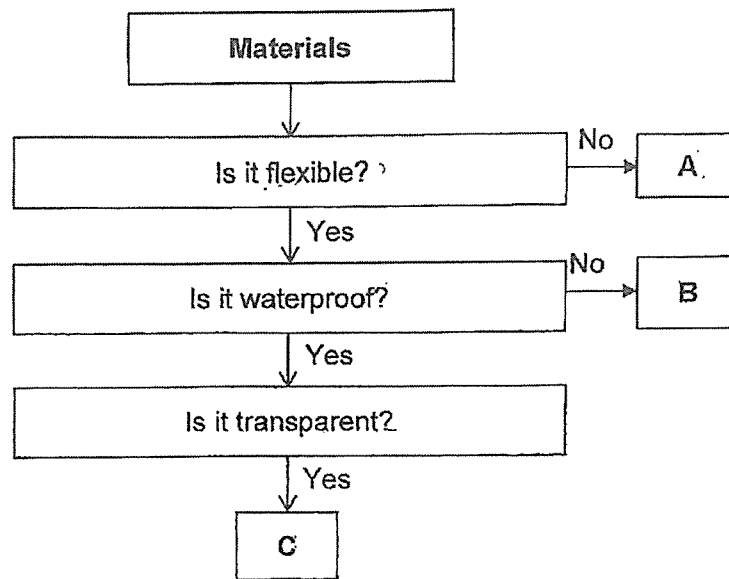 Materials
Is it flexible?
No
A
Yes
Is it waterproof?
No
B
Yes
Is it transparent?
Yes
C